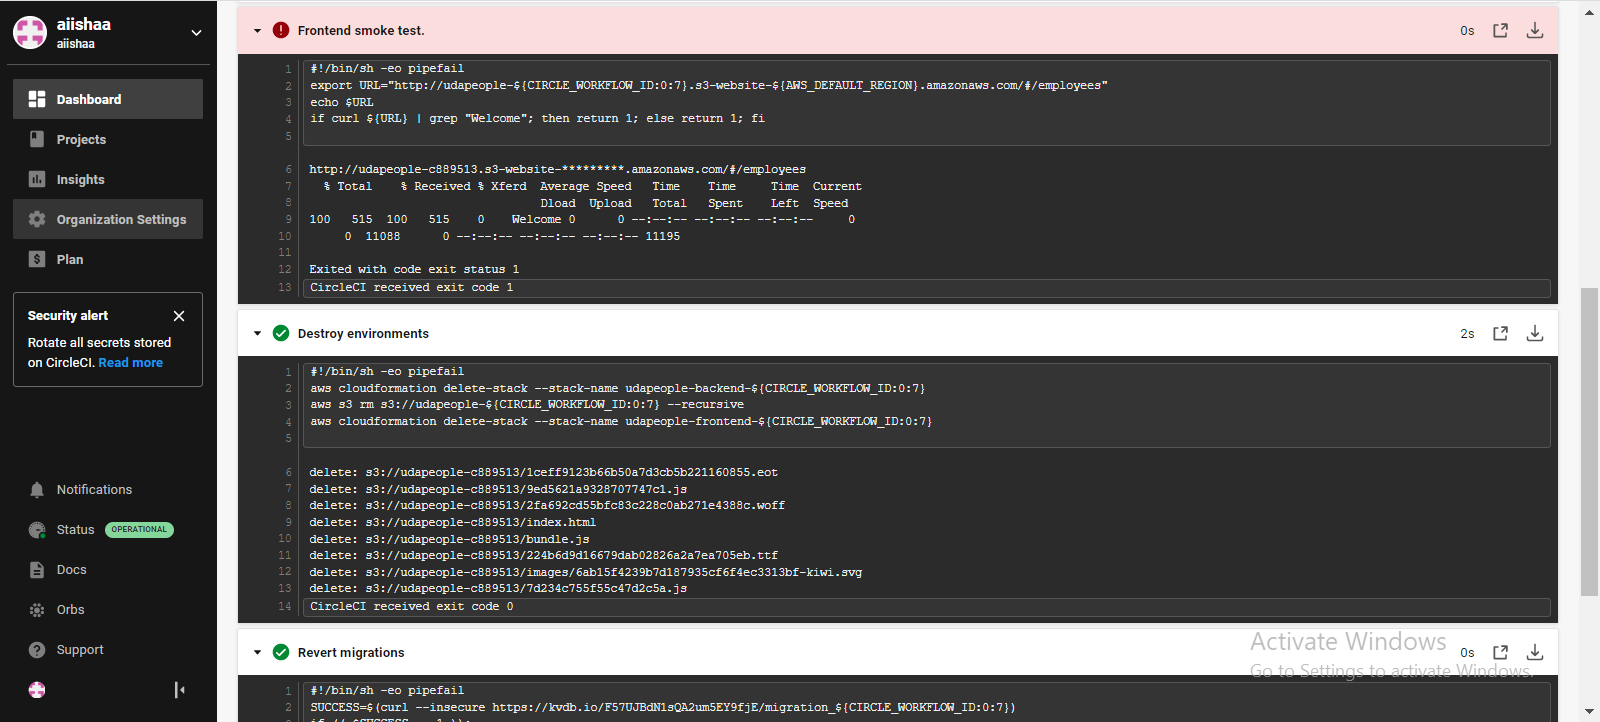 aiishaa
aiishaa
Dashboard
Projects
Insights
Organization Settings
Plan
Security alert
Rotate all secrets stored
on CircleCI. Read more
Notifications
Status OPERATIONAL
Docs
Orbs
Support
Frontend smoke test.
0s
1 #!/bin/sh -eo pipefail
2 export URL="http://udapeople-${CIRCLE_WORKFLOW_ID:0:7}.s3-website-${AWS_DEFAULT_REGION}.amazonaws.com/#/employees"
3 echo $URL
4 if curl ${URL} | grep "Welcome"; then return 1; else return 1; fi
5
6 http://udapeople-c889513.s3-website-*********.amazonaws.com/#/employees
7 % Total % Received % Xferd Average Speed Time Time Time Current
8 Dload Upload Total Spent Left Speed
9 100 515 100 515 0 Welcome 0 0 --:--:-- --:--:-- --:--:-- 0
10 0 11088 0 --:--:-- --:--:-- --:--:-- 11195
11
12 Exited with code exit status 1
13 CircleCI received exit code 1
Destroy environments
2s
1 #!/bin/sh -eo pipefail
2 aws cloudformation delete-stack --stack-name udapeople-backend-${CIRCLE_WORKFLOW_ID:0:7}
3 aws s3 rm s3://udapeople-${CIRCLE_WORKFLOW_ID:0:7} --recursive
4 aws cloudformation delete-stack --stack-name udapeople-frontend-${CIRCLE_WORKFLOW_ID:0:7}
5
6 delete: s3://udapeople-c889513/1ceff9123b66b50a7d3cb5b221160855.eot
7 delete: s3://udapeople-c889513/9ed5621a9328707747c1.js
8 delete: s3://udapeople-c889513/2fa692cd55bfc83c228c0ab271e4388c.woff
9 delete: s3://udapeople-c889513/index.html
10 delete: s3://udapeople-c889513/bundle.js
11 delete: s3://udapeople-c889513/224b6d9d16679dab02826a2a7ea705eb.ttf
12 delete: s3://udapeople-c889513/images/6ab15f4239b7d187935cf6f4ec3313bf-kiwi.svg
13 delete: s3://udapeople-c889513/7d234c755f55c47d2c5a.js
14 CircleCI received exit code 0
Revert migrations
0s
Activate Windows
Go to Settings to activate Windows.
1 #!/bin/sh -eo pipefail
2 SUCCESS=$(curl --insecure https://kvdb.io/F57UJBdN1sQA2um5EY9fjE/migration_${CIRCLE_WORKFLOW_ID:0:7})